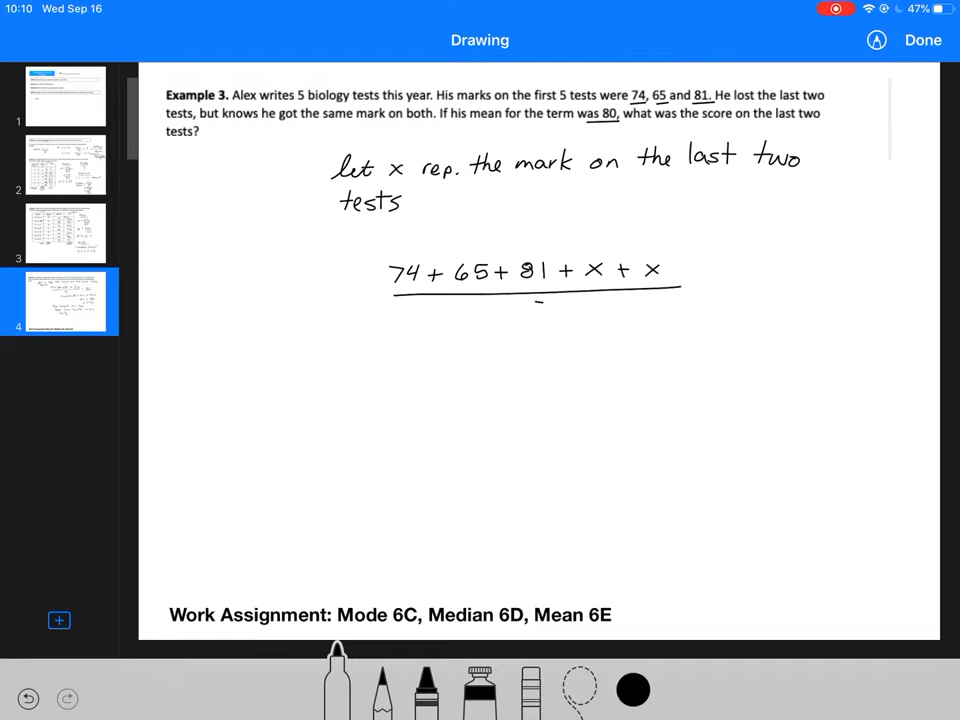 10:10 Wed Sep 16
47%
Drawing
Done
Example 3. Alex writes 5 biology tests this year. His marks on the first 5 tests were 74, 65 and 81. He lost the last two
tests, but knows he got the same mark on both. If his mean for the term was 80, what was the score on the last two
tests?
let x rep. the mark on the last two
tests
74 + 65 + 81 + x + x
1
2
3
4
Work Assignment: Mode 6C, Median 6D, Mean 6E